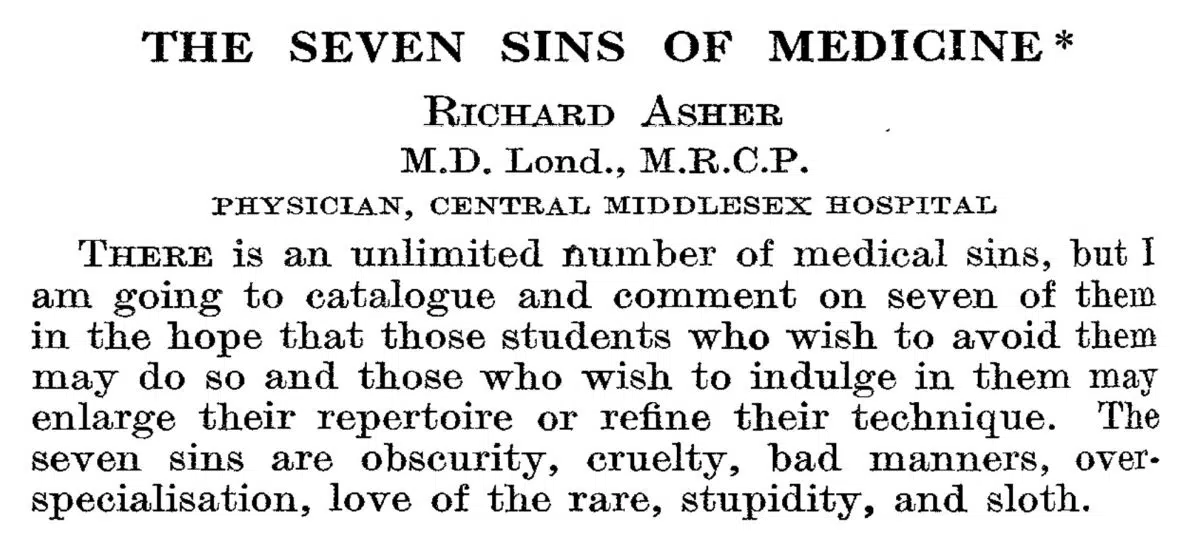 THE SEVEN SINS OF MEDICINE*
RICHARD ASHER
M.D. Lond., M.R.C.P.
PHYSICIAN, CENTRAL MIDDLESEX HOSPITAL
THERE is an unlimited number of medical sins, but I
am going to catalogue and comment on seven of them
in the hope that those students who wish to avoid them
may do so and those who wish to indulge in them may
enlarge their repertoire or refine their technique. The
seven sins are obscurity, cruelty, bad manners, over-
specialisation, love of the rare, stupidity, and sloth.